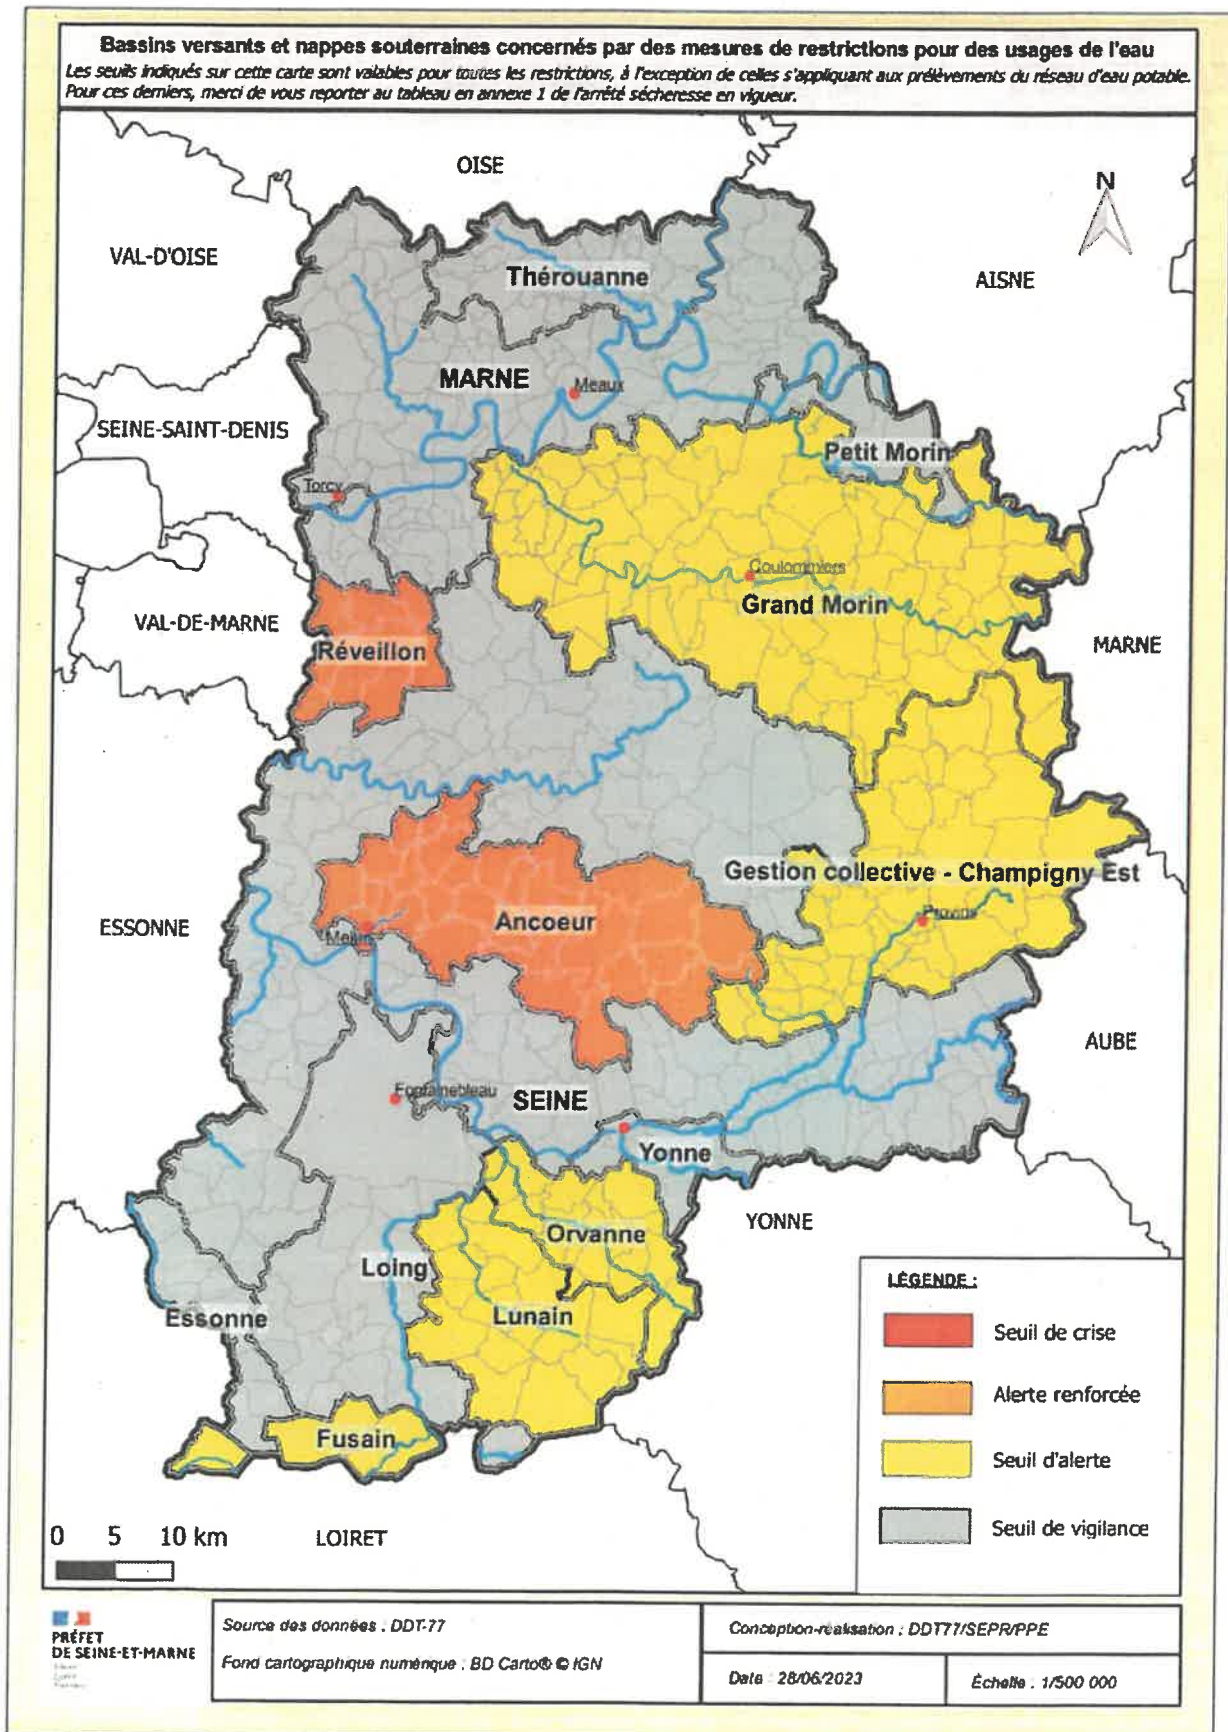 Bassins versants et nappes souterraines concernés par des mesures de restrictions pour des usages de l'eau
Les seuils indiqués sur cette carte sont valables pour toutes les restrictions, à l'exception de celles s'appliquant aux prélèvements du réseau d'eau potable.
Pour ces derniers, merci de vous reporter au tableau en annexe 1 de l'arrêté sécheresse en vigueur.
OISE
N
VAL-D'OISE
Thérouanne
AISNE
MARNE
Meaux
SEINE-SAINT-DENIS
Petit Morin
Torcy
Coulommiers
Grand Morin
VAL-DE-MARNE
Réveillon
MARNE
Gestion collective - Champigny Est
Provins
ESSONNE
Ancoeur
Melun
AUBE
Fontainebleau
SEINE
Yonne
YONNE
Orvanne
Loing
Lunain
Essonne
Fusain
LÉGENDE :
Seuil de crise
Alerte renforcée
Seuil d'alerte
Seuil de vigilance
0 5 10 km
LOIRET
PRÉFET
DE SEINE-ET-MARNE
Source des données : DDT-77
Fond cartographique numérique : BD Carto® © IGN
Conception-réalisation : DDT77/SEPR/PPE
Date : 28/06/2023
Échelle : 1/500 000